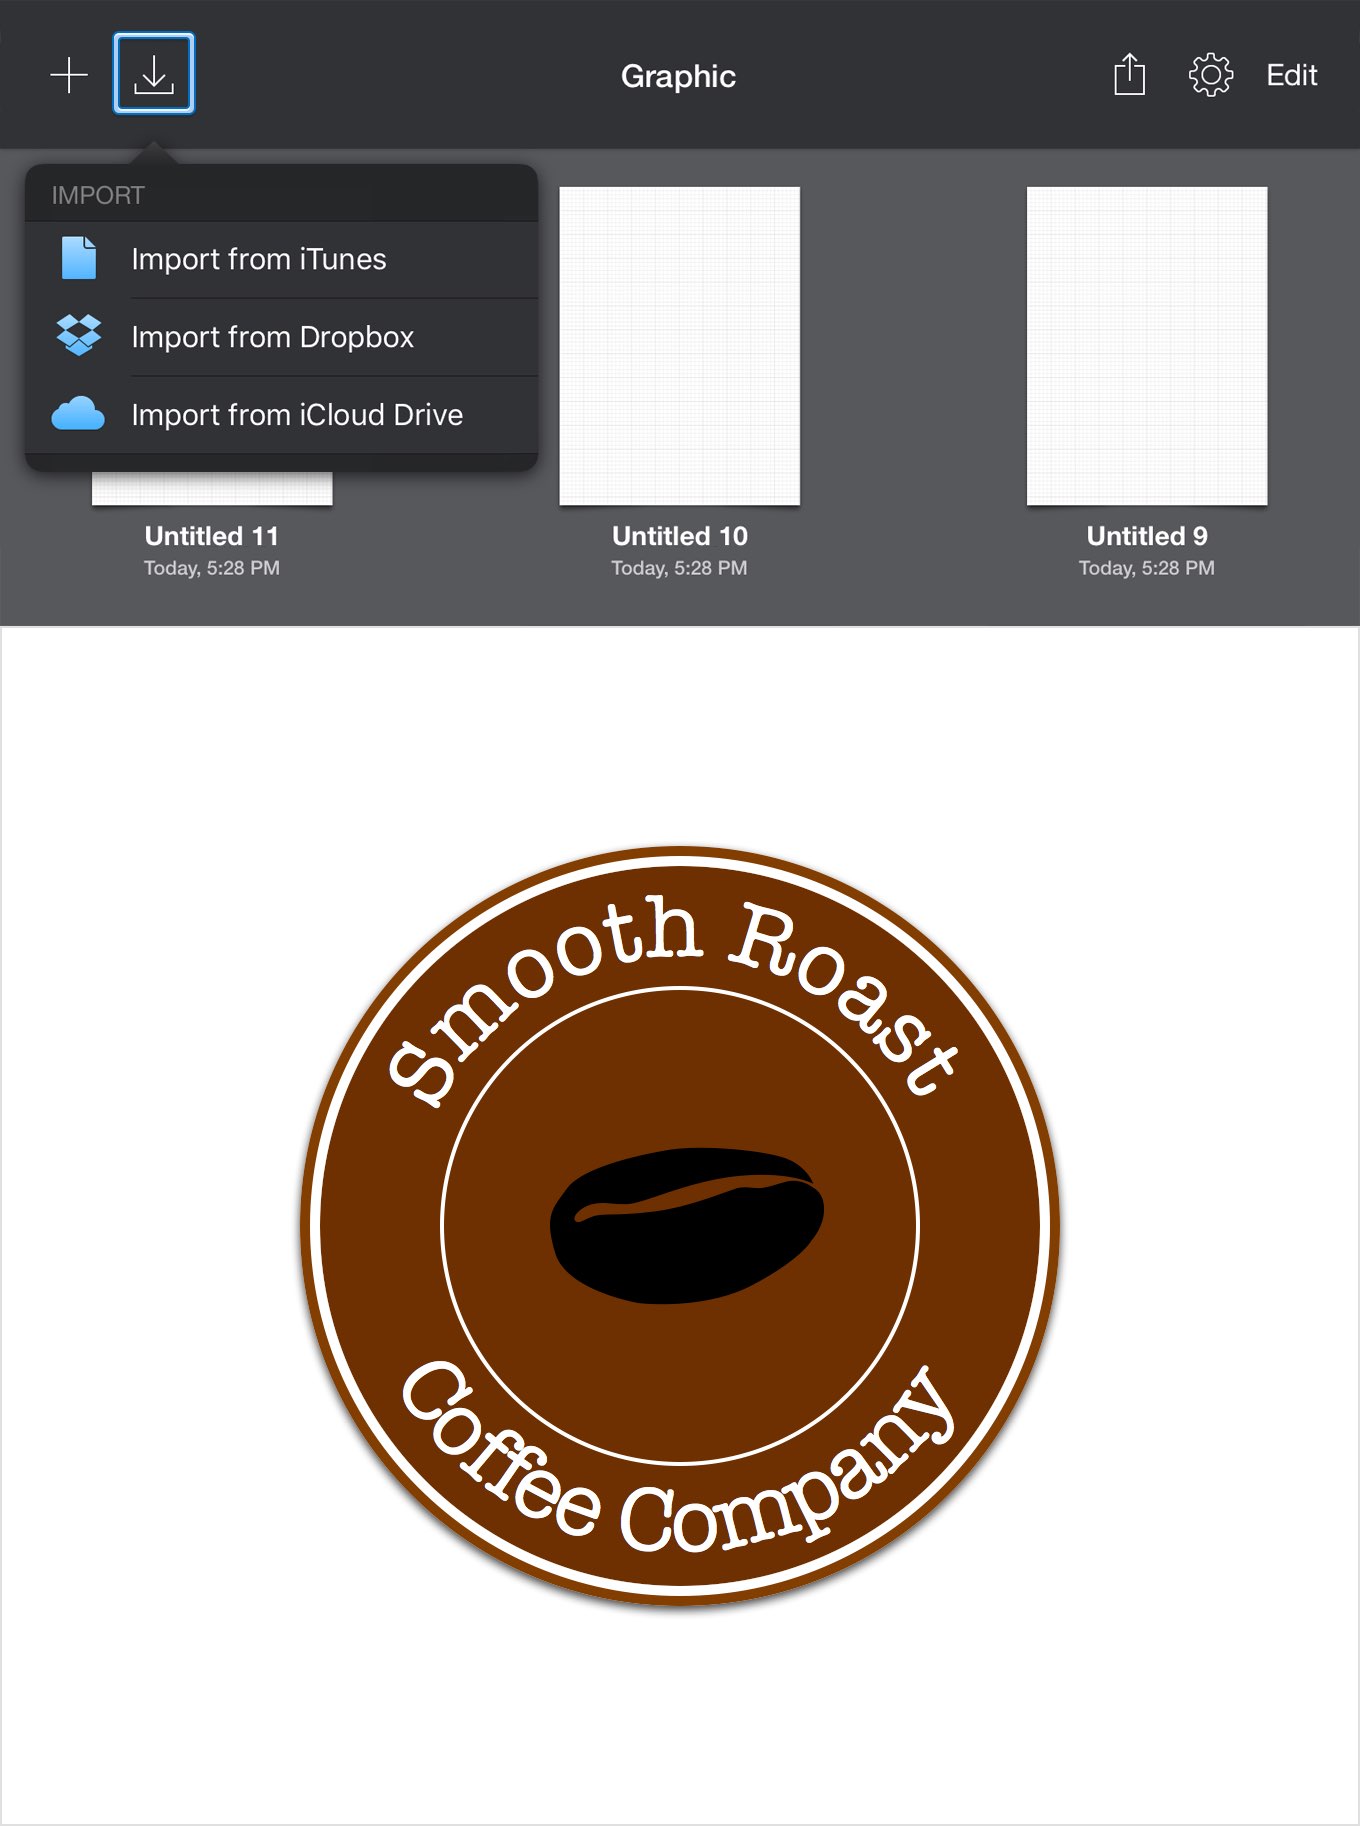 Graphic
Edit
IMPORT
Import from iTunes
Import from Dropbox
Import from iCloud Drive
Untitled 11
Today, 5:28 PM
Untitled 10
Today, 5:28 PM
Untitled 9
Today, 5:28 PM
Smooth Roast
Coffee Company